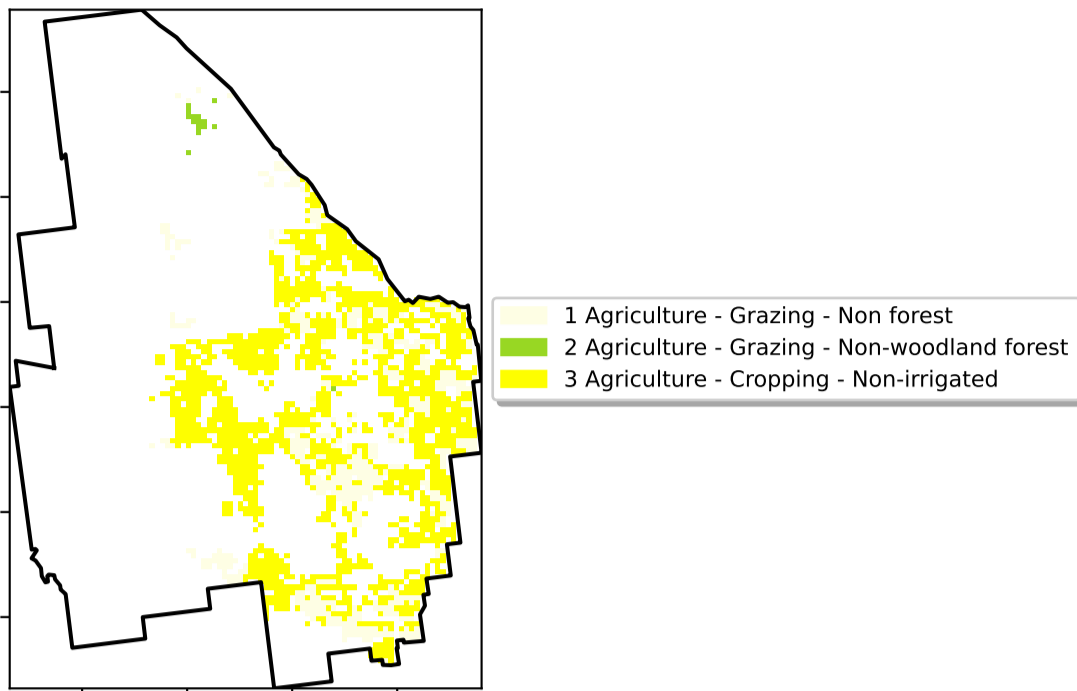 1 Agriculture - Grazing - Non forest
2 Agriculture - Grazing - Non-woodland forest
3 Agriculture - Cropping - Non-irrigated